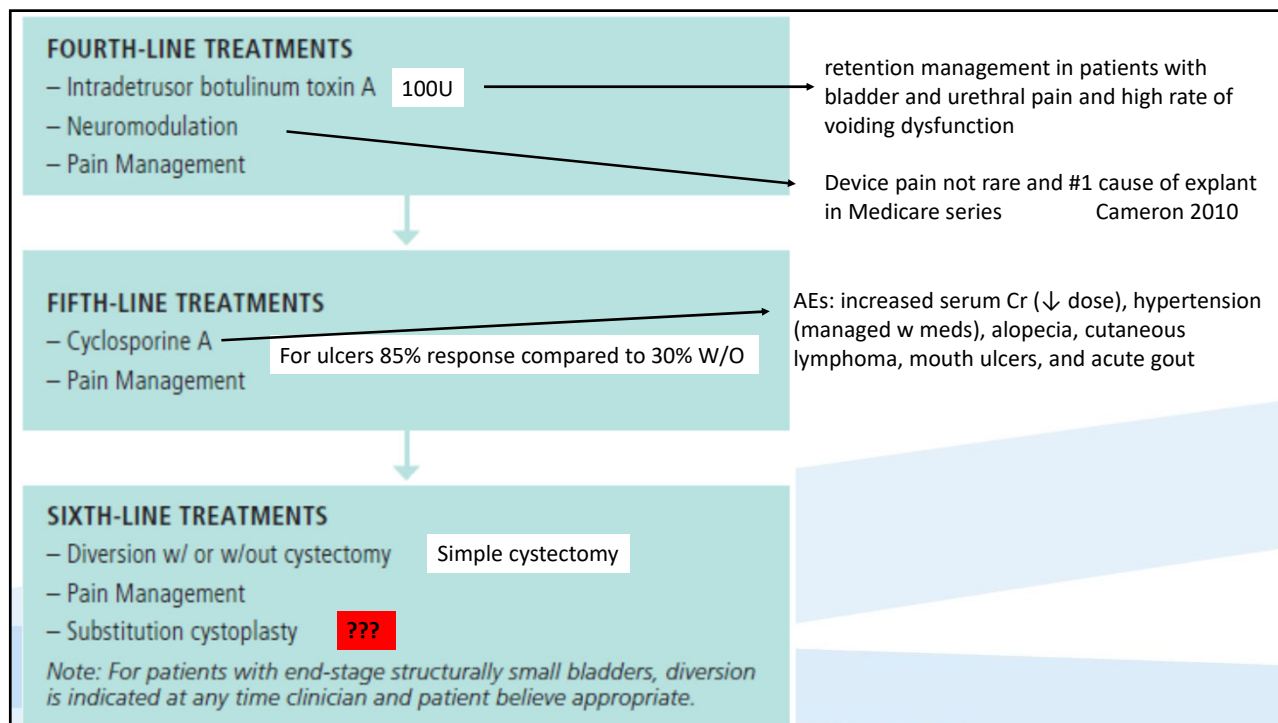 FOURTH-LINE TREATMENTS
– Intradetrusor botulinum toxin A 100U
– Neuromodulation
– Pain Management
retention management in patients with
bladder and urethral pain and high rate of
voiding dysfunction
Device pain not rare and #1 cause of explant
in Medicare series Cameron 2010
FIFTH-LINE TREATMENTS
– Cyclosporine A
For ulcers 85% response compared to 30% W/O
– Pain Management
AEs: increased serum Cr (↓ dose), hypertension
(managed w meds), alopecia, cutaneous
lymphoma, mouth ulcers, and acute gout
SIXTH-LINE TREATMENTS
– Diversion w/ or w/out cystectomy Simple cystectomy
– Pain Management
– Substitution cystoplasty ???
Note: For patients with end-stage structurally small bladders, diversion
is indicated at any time clinician and patient believe appropriate.